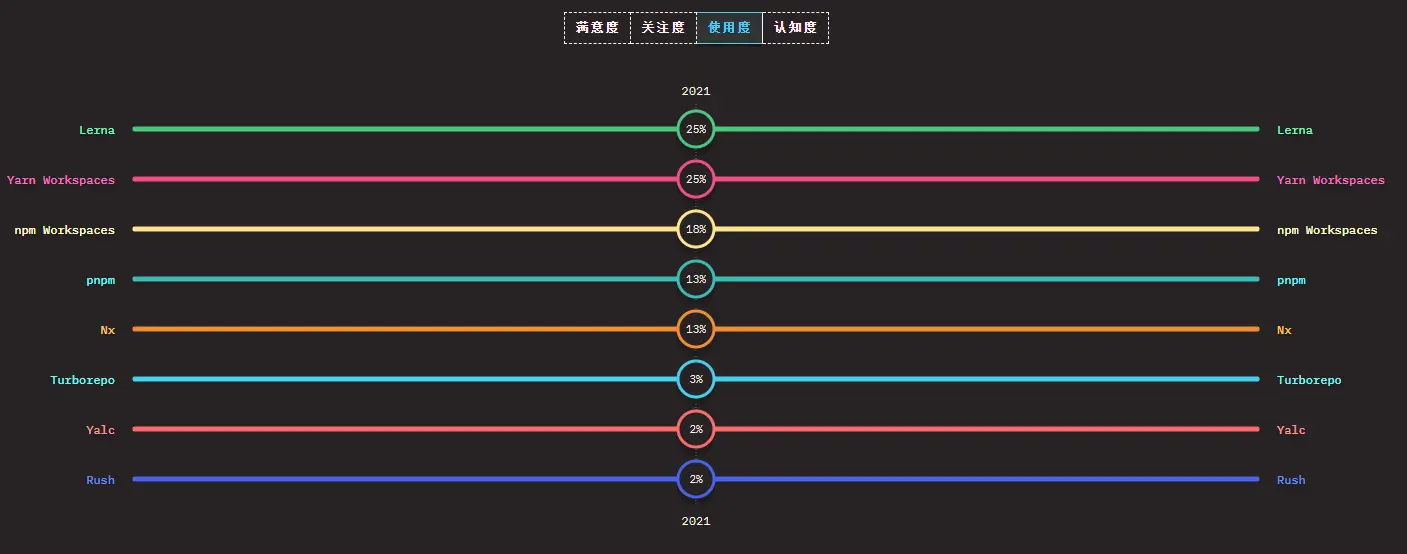 满意度 关注度 使用度 认知度
2021
Lerna 25% Lerna
Yarn Workspaces 25% Yarn Workspaces
npm Workspaces 18% npm Workspaces
pnpm 13% pnpm
Nx 13% Nx
Turborepo 3% Turborepo
Yalc 2% Yalc
Rush 2% Rush
2021